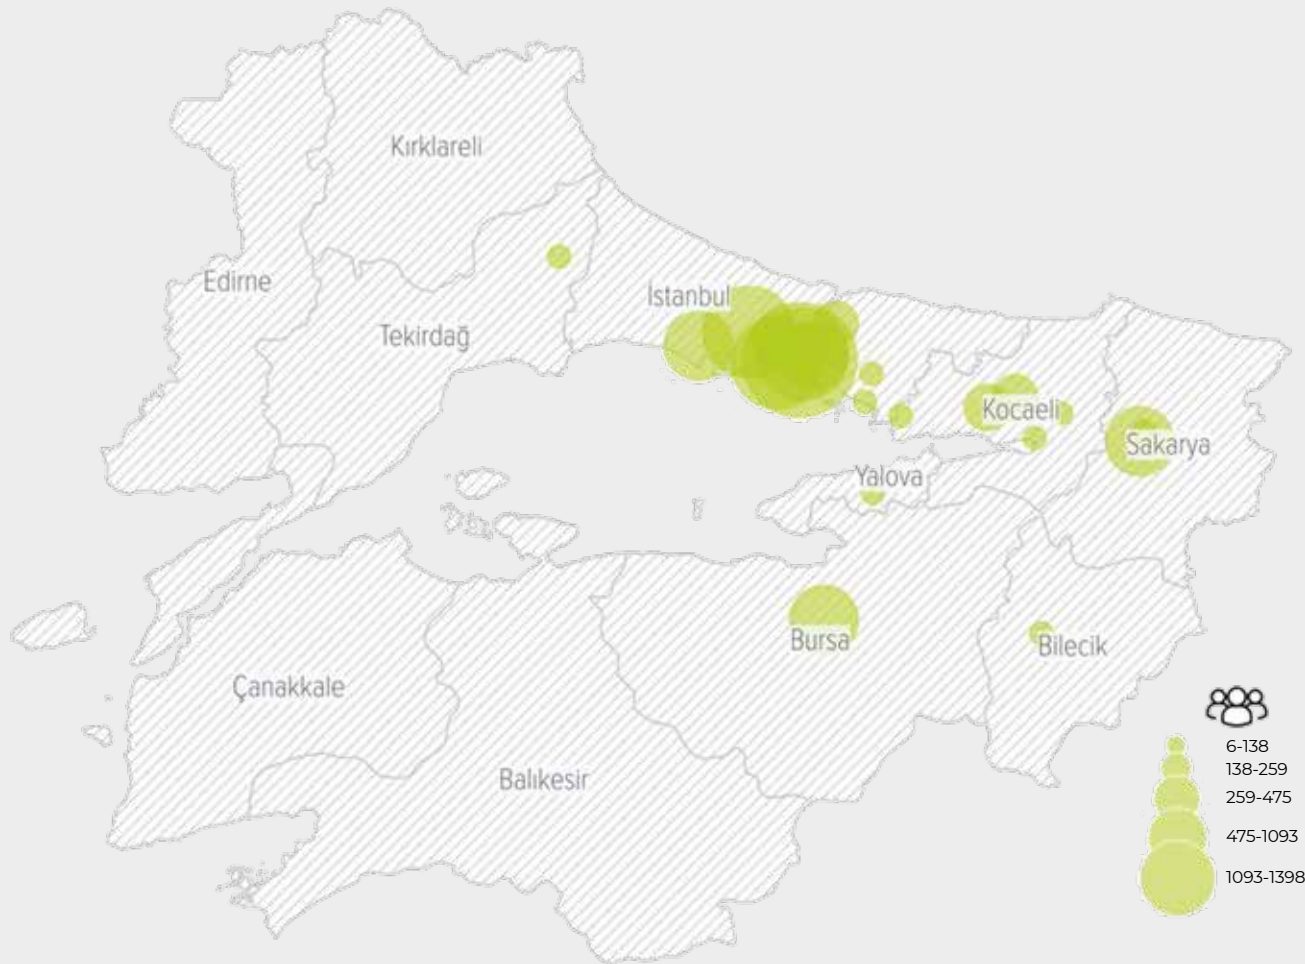 Kırklareli
Edirne
Istanbul
Tekirdağ
Kocaeli
Sakarya
Yalova
Bursa
Bilecik
Çanakkale
Balıkesir
6-138
138-259
259-475
475-1093
1093-1398